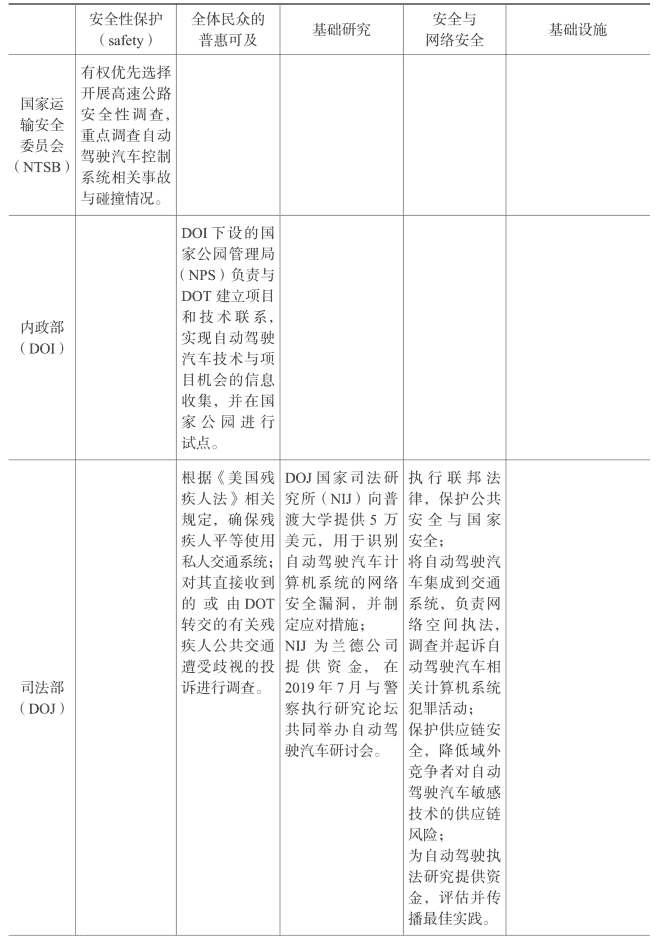 安全性保护
（safety）
全体民众的
普惠可及
基础研究
安全与
网络安全
基础设施
国家运
输安全
委员会
（NTSB）
有权优先选择
开展高速公路
安全性调查，
重点调查自动
驾驶汽车控制
系统相关事故
与碰撞情况。
内政部
（DOI）
DOI 下设的国
家公园管理局
（NPS）负责与
DOT 建立项目
和技术联系，
实现自动驾驶
汽车技术与项
目机会的信息
收集，并在国
家公园进行
试点。
司法部
（DOJ）
根据《美国残
疾人法》相关
规定，确保残
疾人平等使用
私人交通系统；
对其直接收到
的或由DOT
转交的有关残
疾人公共交通
遭受歧视的投
诉进行调查。
DOJ 国家司法研
究所（NIJ）向普
渡大学提供 5 万
美元，用于识别
自动驾驶汽车计
算机系统的网络
安全漏洞，并制
定应对措施；
NIJ 为兰德公司
提供资金，在
2019 年 7 月与警
察执行研究论坛
共同举办自动驾
驶汽车研讨会。
执行联邦法
律，保护公共
安全与国家
安全；
将自动驾驶汽
车集成到交通
系统，负责网
络空间执法，
调查并起诉自
动驾驶汽车相
关计算机系统
犯罪活动；
保护供应链安
全，降低域外
竞争者对自动
驾驶汽车敏感
技术的供应链
风险；
为自动驾驶执
法研究提供资
金，评估并传
播最佳实践。